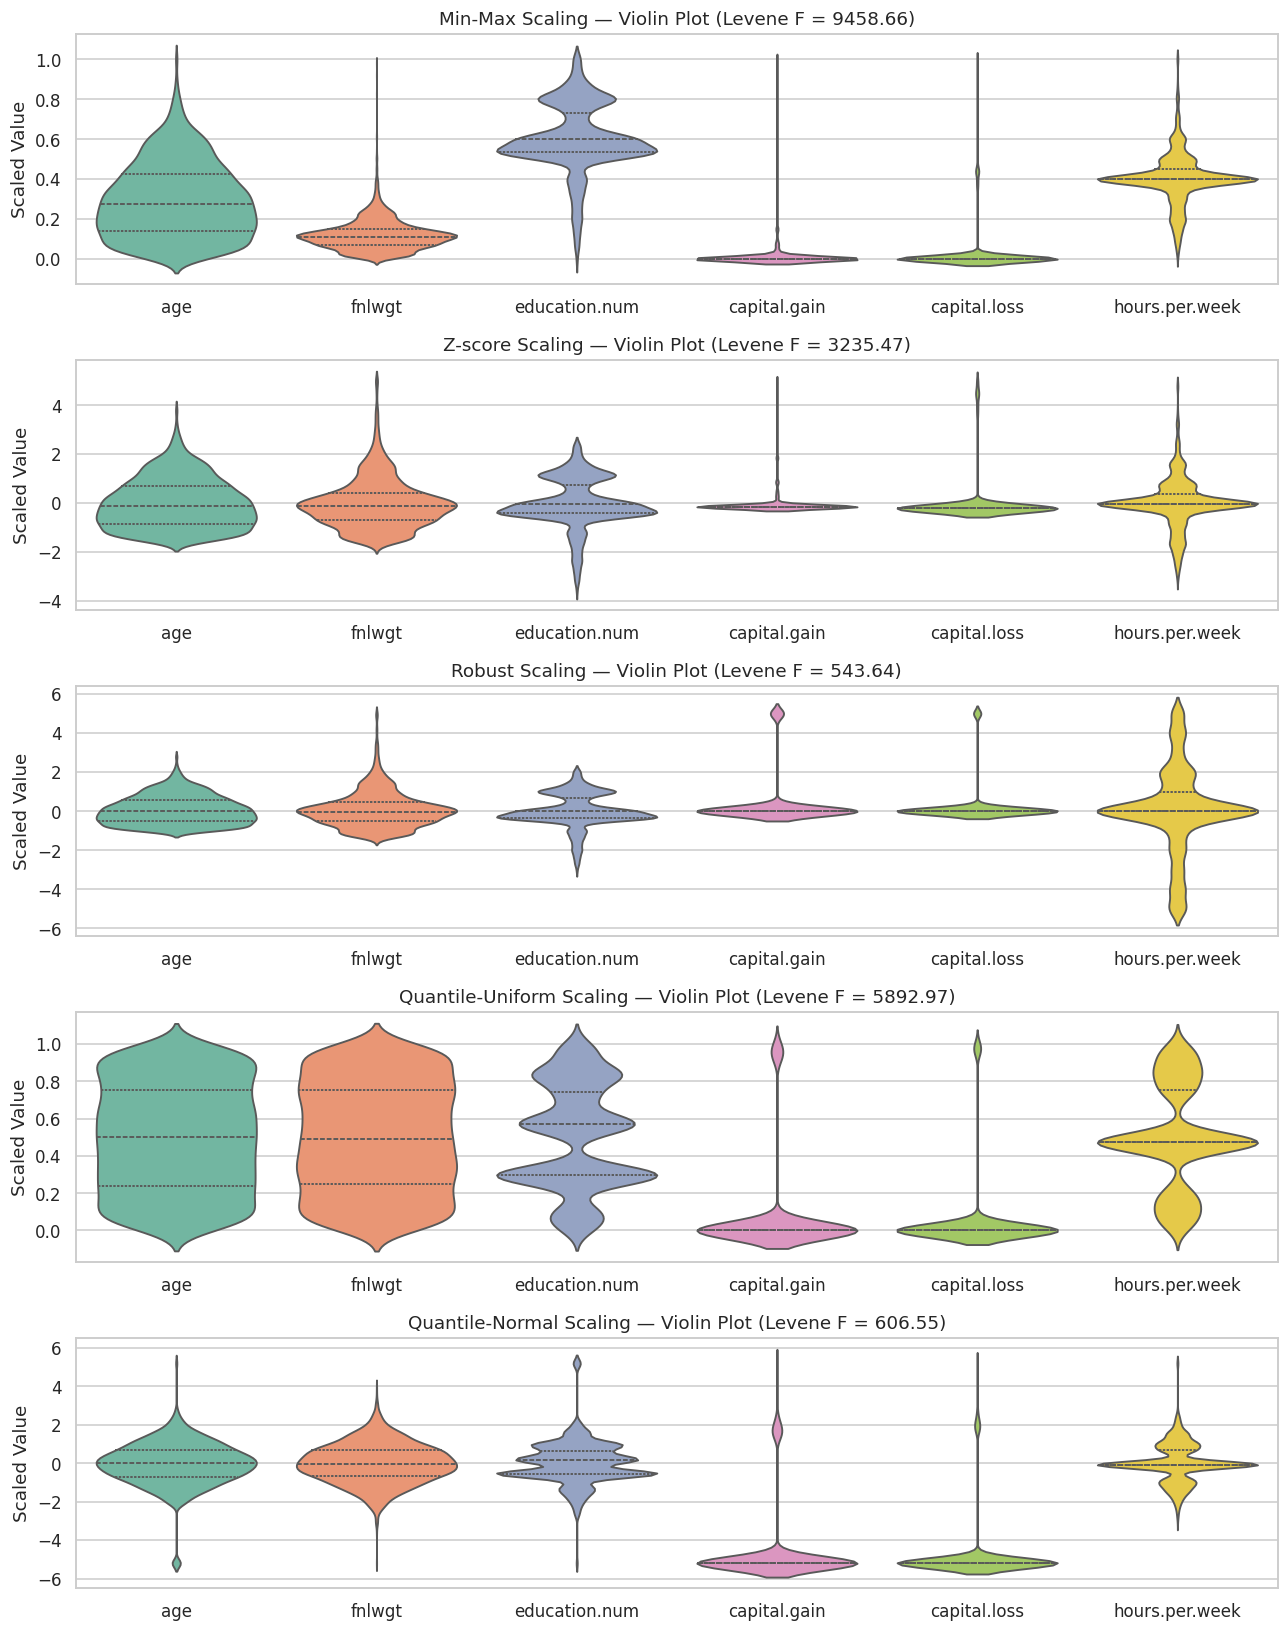 Min-Max Scaling — Violin Plot (Levene F = 9458.66)
Scaled Value
1.0
0.8
0.6
0.4
0.2
0.0
age fnlwgt education.num capital.gain capital.loss hours.per.week
Z-score Scaling — Violin Plot (Levene F = 3235.47)
Scaled Value
4
2
0
−2
−4
age fnlwgt education.num capital.gain capital.loss hours.per.week
Robust Scaling — Violin Plot (Levene F = 543.64)
Scaled Value
6
4
2
0
−2
−4
−6
age fnlwgt education.num capital.gain capital.loss hours.per.week
Quantile-Uniform Scaling — Violin Plot (Levene F = 5892.97)
Scaled Value
1.0
0.8
0.6
0.4
0.2
0.0
age fnlwgt education.num capital.gain capital.loss hours.per.week
Quantile-Normal Scaling — Violin Plot (Levene F = 606.55)
Scaled Value
6
4
2
0
−2
−4
−6
age fnlwgt education.num capital.gain capital.loss hours.per.week